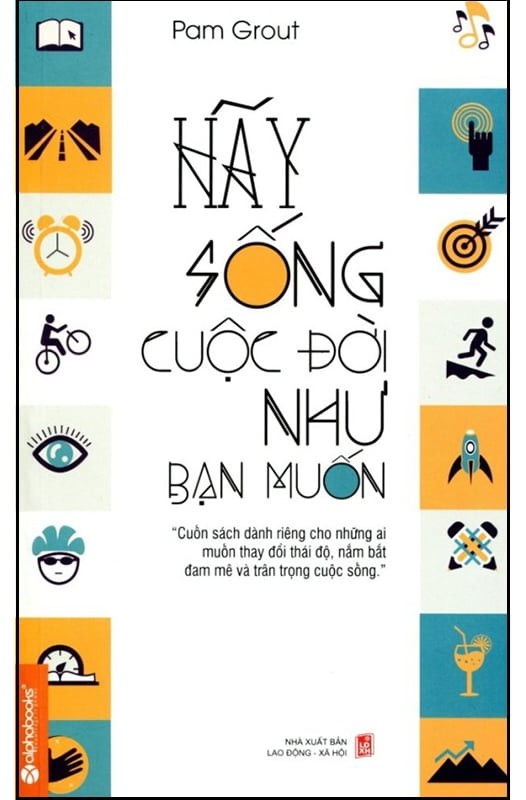 Pam Grout
HÃY
SỐNG
CUỘC ĐỜI
NHƯ
BẠN MUỐN
“Cuốn sách dành riêng cho những ai
muốn thay đổi thái độ, nắm bắt
đam mê và trân trọng cuộc sống.”
alphabooks®
NHÀ XUẤT BẢN
LAO ĐỘNG - XÃ HỘI
LĐ
XH